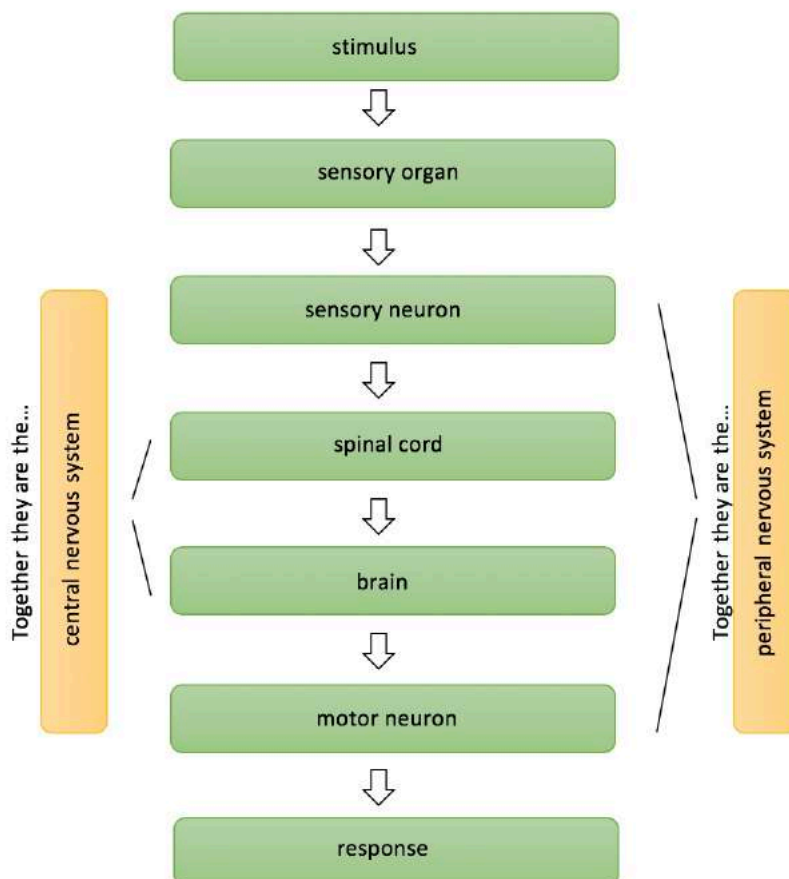 stimulus
sensory organ
sensory neuron
spinal cord
brain
motor neuron
response
Together they are the...
central nervous system
Together they are the...
peripheral nervous system